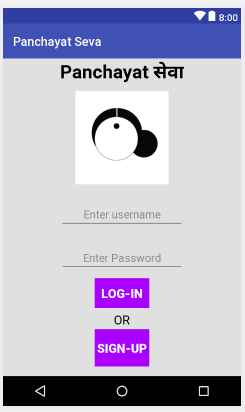 8:00
Panchayat Seva
Panchayat सेवा
Enter username
Enter Password
LOG-IN
OR
SIGN-UP